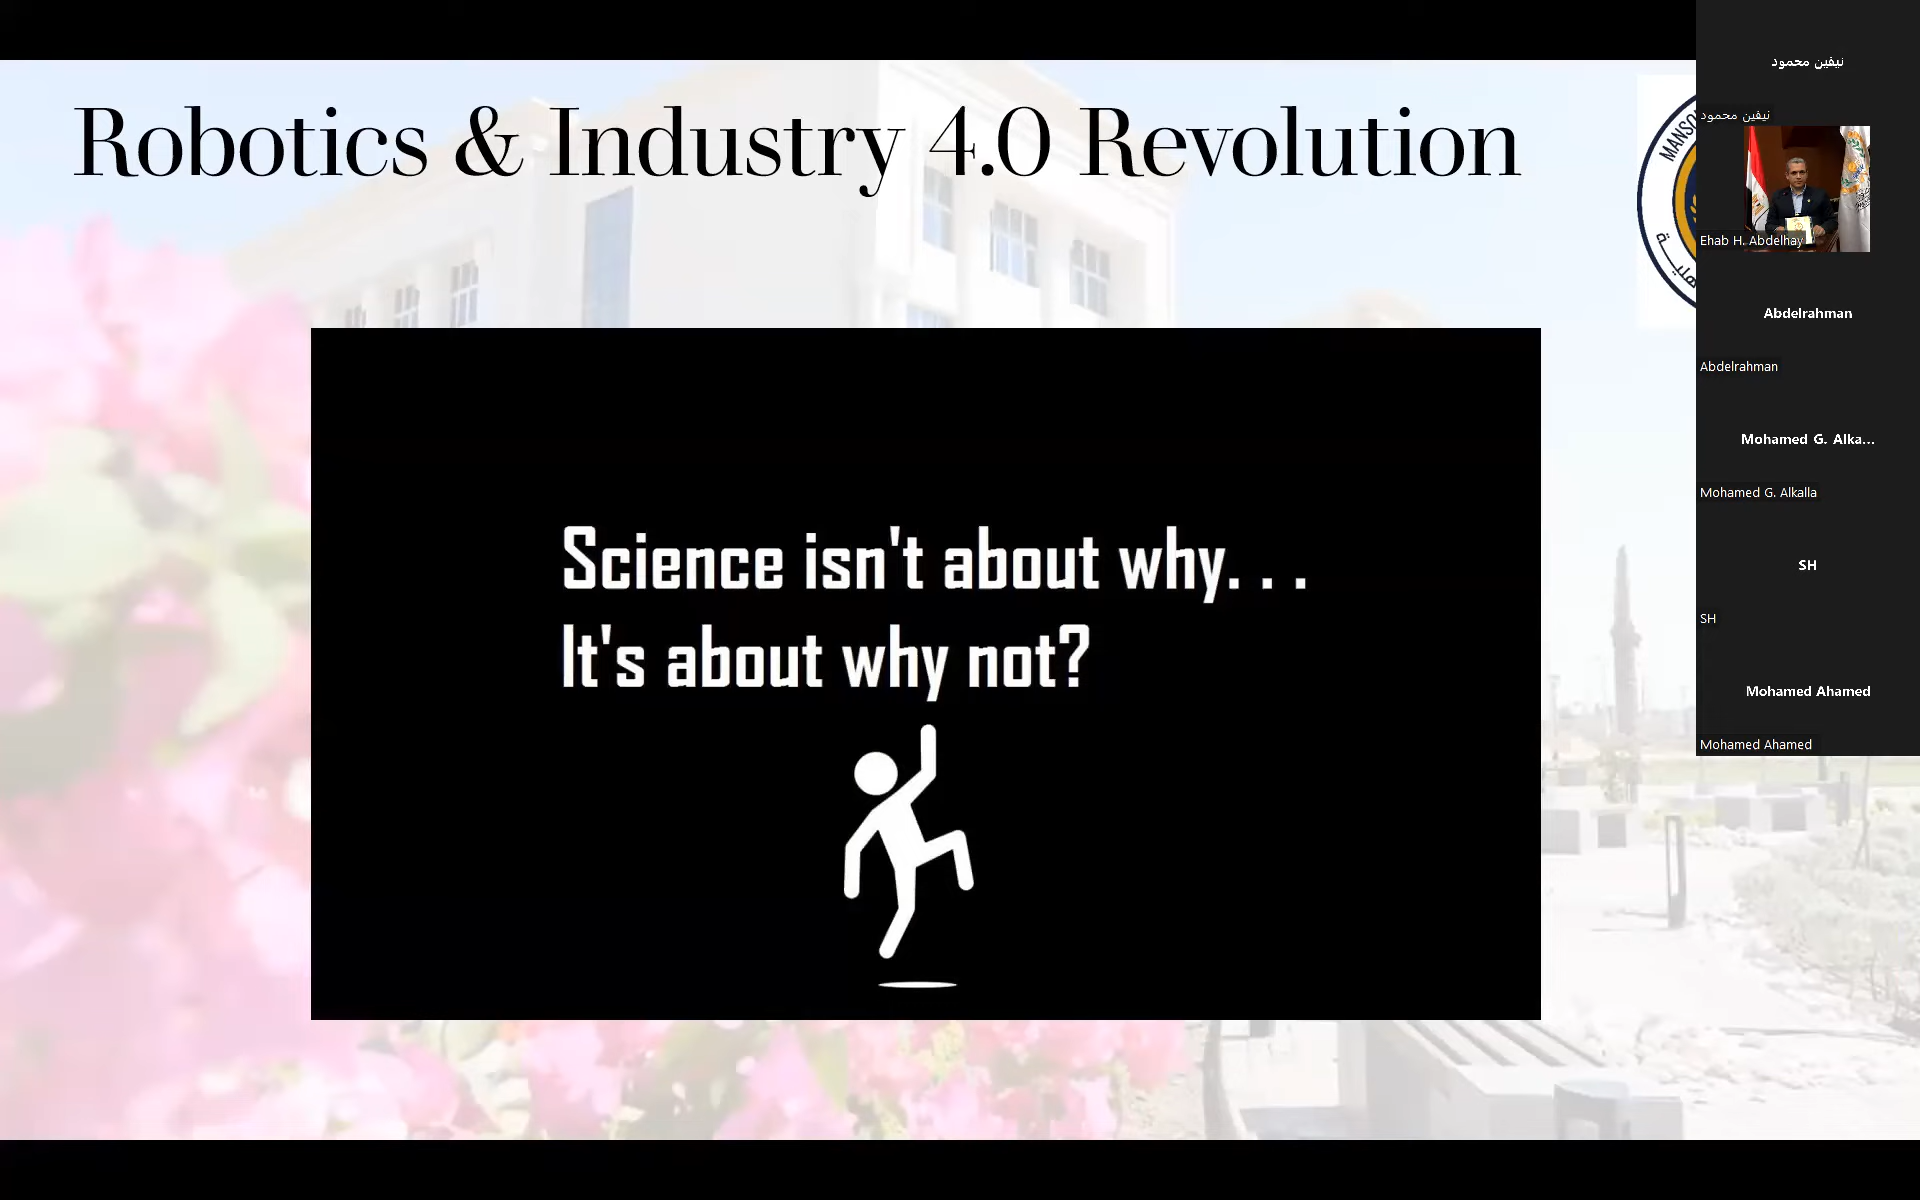 Robotics & Industry 4.0 Revolution
Science isn't about why. . .
It's about why not?
نيفين محمود
نيفين محمود
Ehab H. Abdelhay
Abdelrahman
Abdelrahman
Mohamed G. Alka...
Mohamed G. Alkalla
SH
SH
Mohamed Ahamed
Mohamed Ahamed